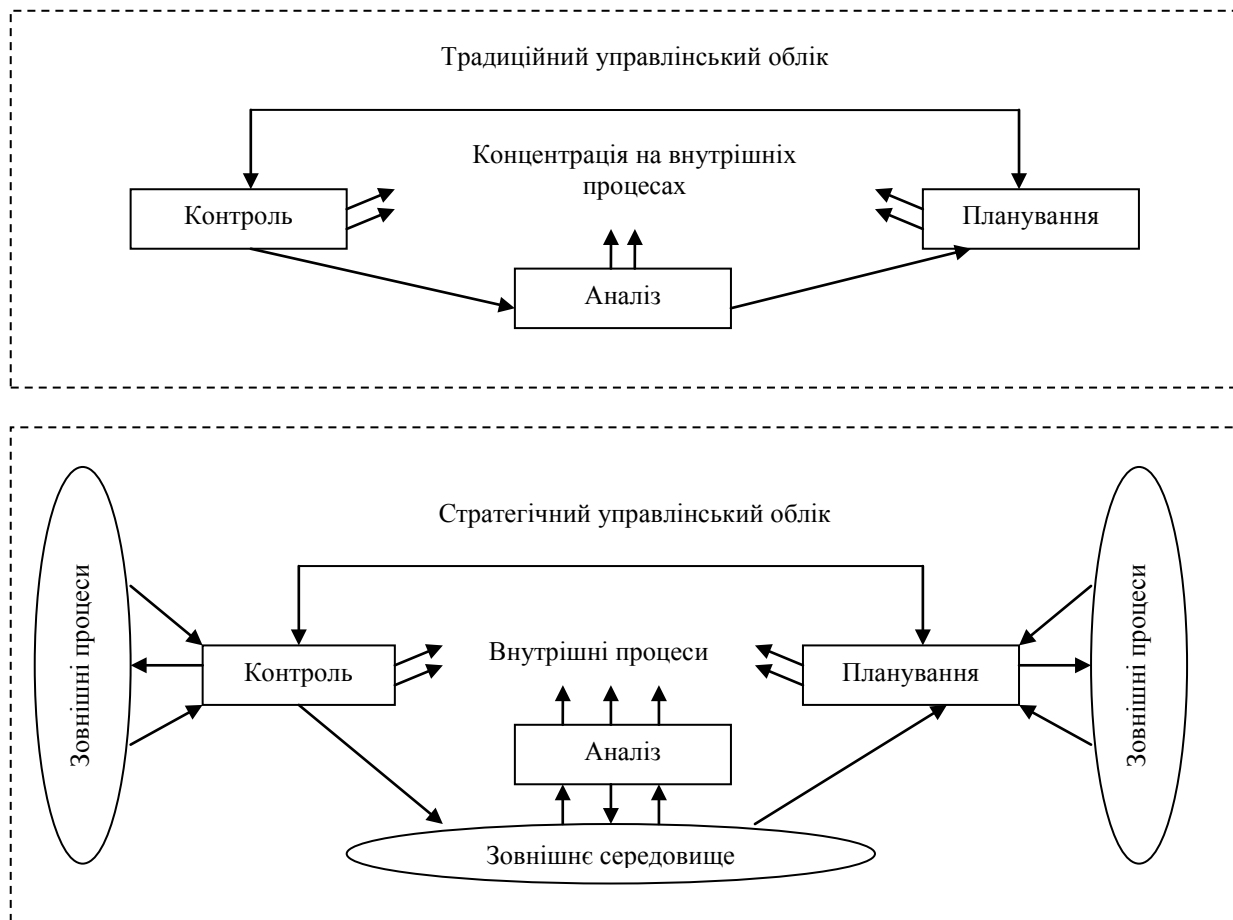 Традиційний управлінський облік
Концентрація на внутрішніх
процесах
Контроль
Планування
Аналіз
Стратегічний управлінський облік
Зовнішні процеси
Контроль
Внутрішні процеси
Планування
Зовнішні процеси
Аналіз
Зовнішнє середовище